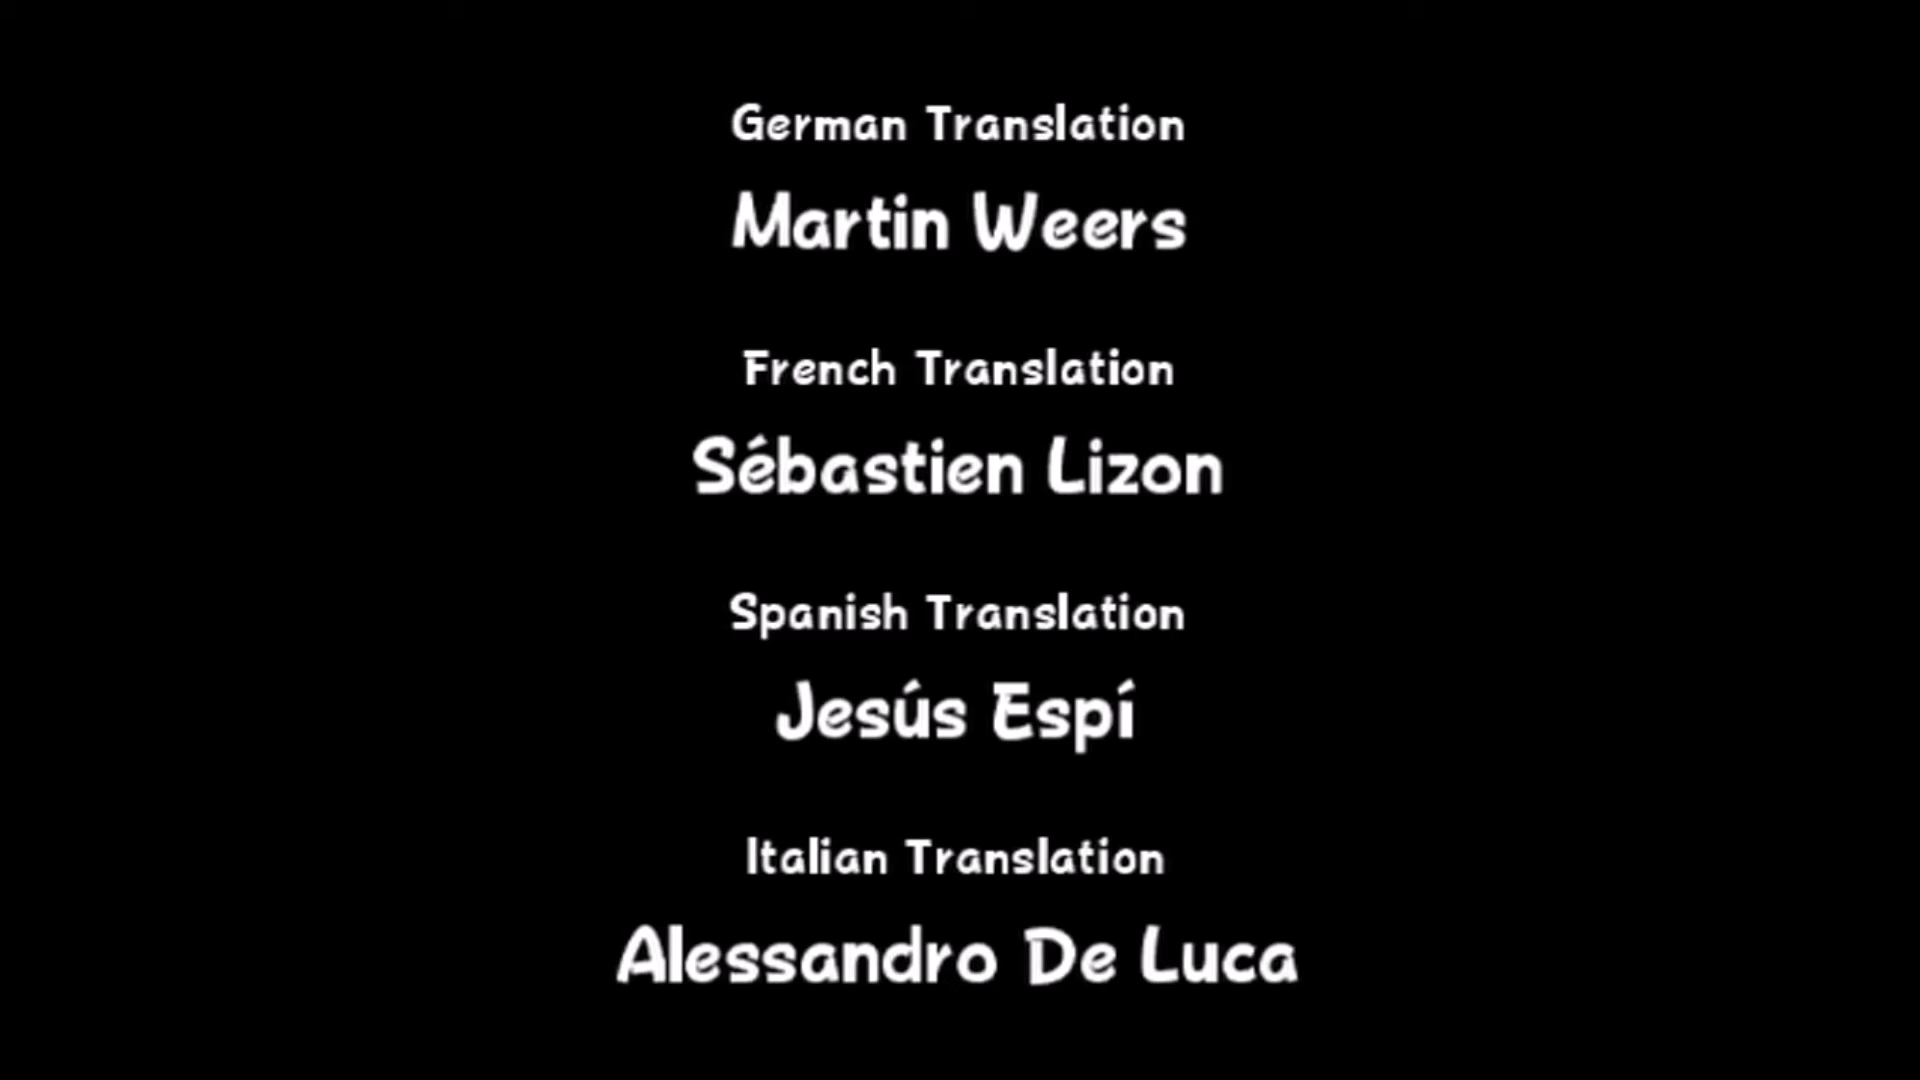 German Translation
Martin Weers
French Translation
Sébastien Lizon
Spanish Translation
Jesús Espí
Italian Translation
Alessandro De Luca